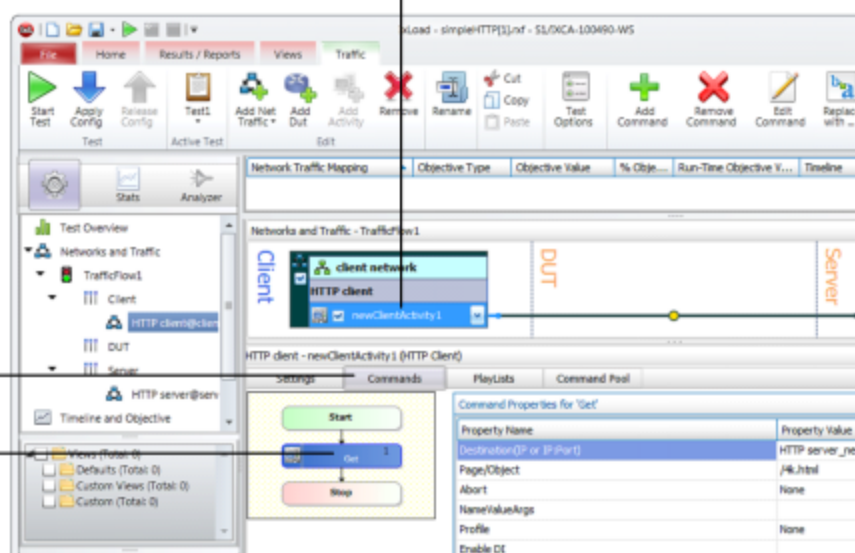 xLoad - simpleHTTP[1].rxf - S1/IXCA-100490-WS
File Home Results / Reports Views Traffic
Start Test
Apply Config
Release Config
Test1
Add Net Traffic
Add Dut
Add Activity
Remove
Rename
Cut
Copy
Paste
Test Options
Add Command
Remove Command
Edit Command
Replac
with ..
Test Active Test Edit
Stats Analyzer
Network Traffic Mapping Objective Type Objective Value % Obje... Run-Time Objective V... Timeline
Test Overview
Networks and Traffic
TrafficFlow1
Client
HTTP client@clien
DUT
Server
HTTP server@serv
Timeline and Objective
Views (Total: 0)
Defaults (Total: 0)
Custom Views (Total: 0)
Custom (Total: 0)
Networks and Traffic - TrafficFlow1
Client
client network
HTTP client
newClientActivity1
DUT
Server
HTTP client - newClientActivity1 (HTTP Client)
Settings Commands PlayLists Command Pool
Start
Get 1
Stop
Command Properties for 'Get'
Property Name Property Value
Destination(IP or IP:Port) HTTP server_ne
Page/Object /4k.html
Abort None
NameValueArgs
Profile None
Enable DI